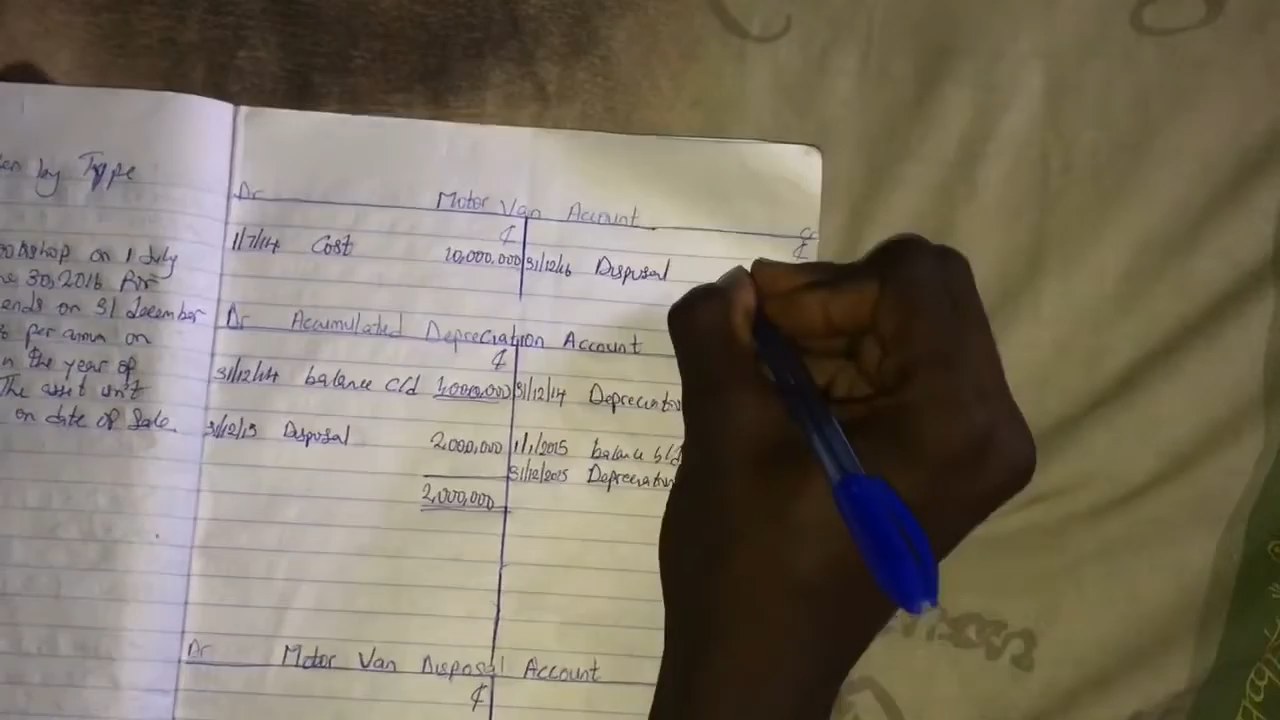 by Type
on 1 July
30, 2016 for
ends on 31 december
per annum on
the year of
The asset isn't
on date of Sale.
Dr Motor Van Account Cr
₵ ₵
1/7/14 Cost 10,000,000 31/12/16 Disposal
Dr Accumulated Depreciation Account
₵
31/12/14 balance c/d 1,000,000 31/12/14 Depreciation
31/12/15 Disposal 2,000,000 1/1/2015 balance b/d
31/12/2015 Depreciation
2,000,000
Dr Motor Van Disposal Account
₵